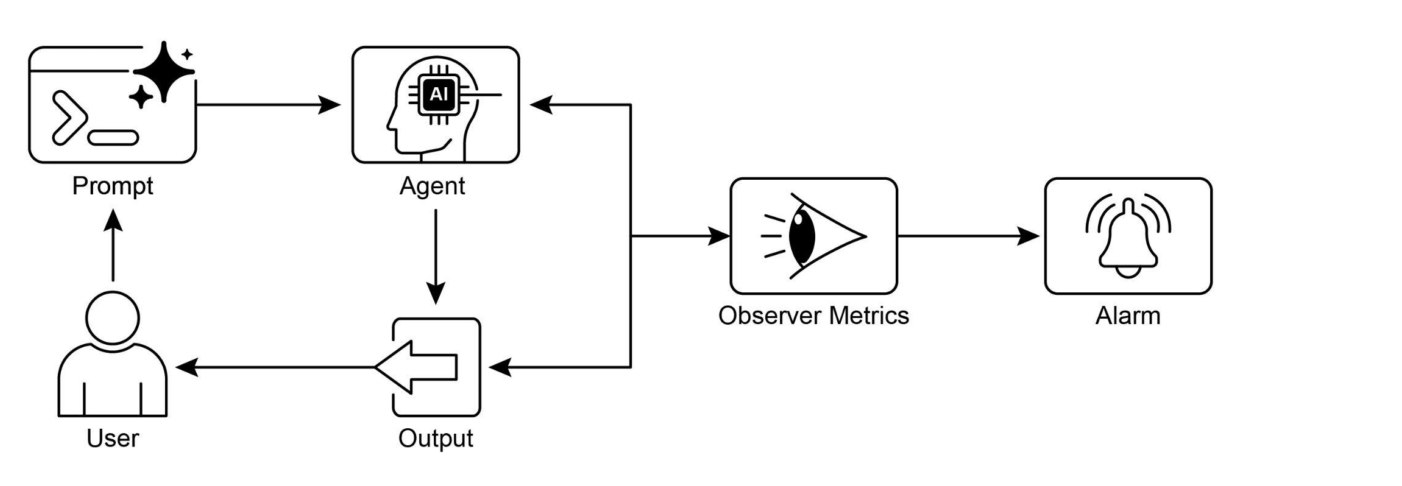 AI
Prompt
Agent
Observer Metrics
Alarm
User
Output